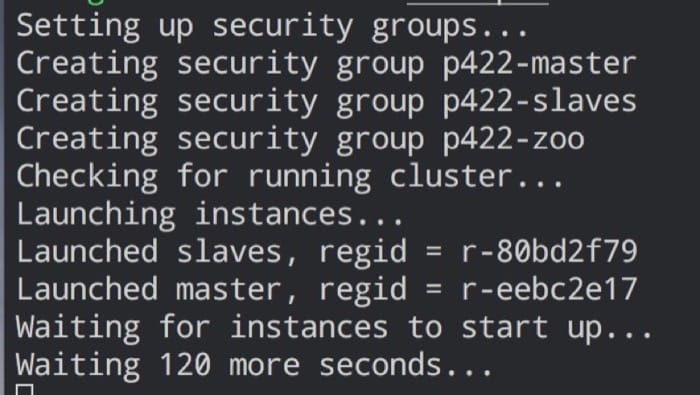 Setting up security groups...
Creating security group p422-master
Creating security group p422-slaves
Creating security group p422-zoo
Checking for running cluster...
Launching instances...
Launched slaves, regid = r-80bd2f79
Launched master, regid = r-eebc2e17
Waiting for instances to start up...
Waiting 120 more seconds...